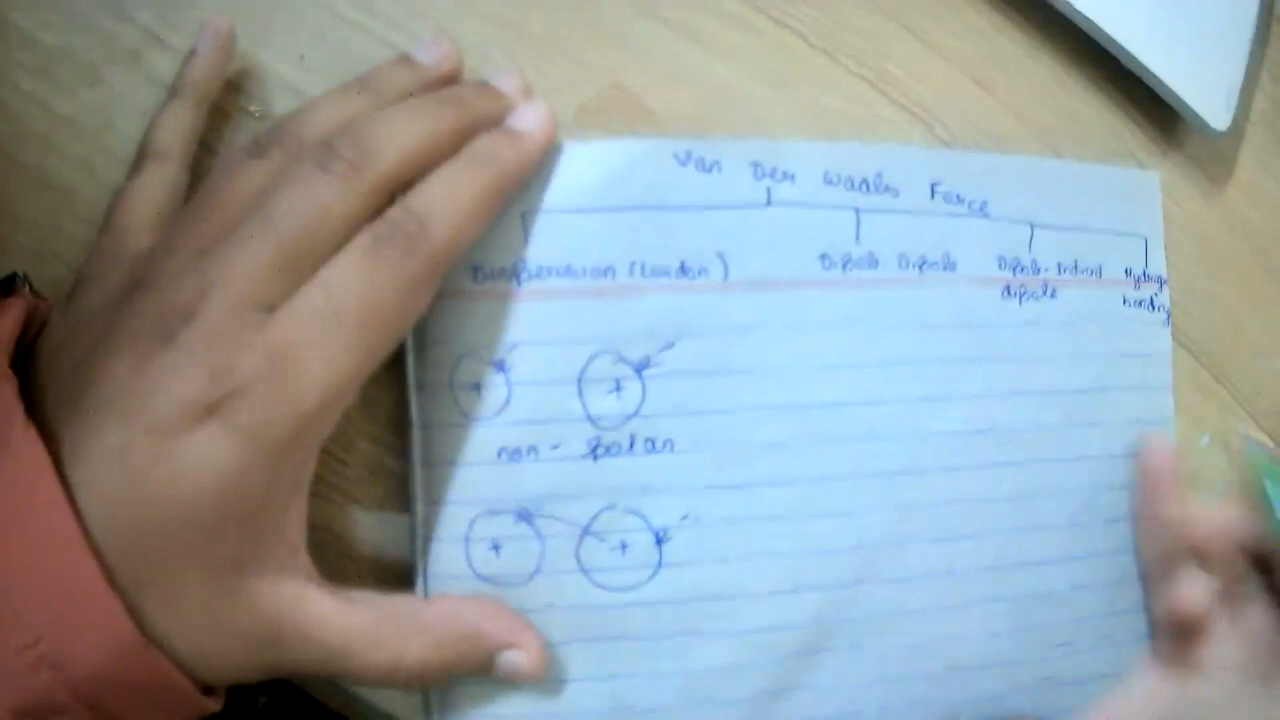 Van Der Waals Force
Dispersion (London) Dipole Dipole Dipole-Induced dipole Hydrogen bonding
+ e- + e-
non-polar
+ e + e-